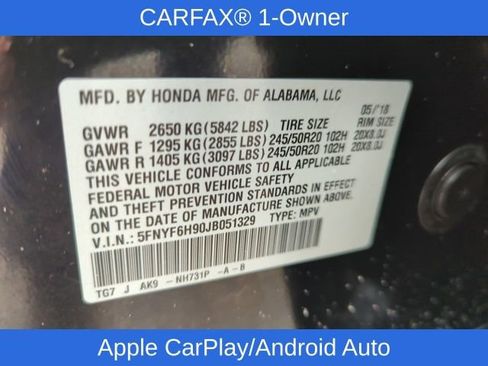 CARFAX® 1-Owner
MFD. BY HONDA MFG. OF ALABAMA, LLC 05/'18
GVWR 2650 KG (5842 LBS) TIRE SIZE RIM SIZE
GAWR F 1295 KG (2855 LBS) 245/50R20 102H 20X8.0J
GAWR R 1405 KG (3097 LBS) 245/50R20 102H 20X8.0J
THIS VEHICLE CONFORMS TO ALL APPLICABLE
FEDERAL MOTOR VEHICLE SAFETY
AND THEFT PREVENTION STANDARDS IN EFFECT
ON THE DATE OF MANUFACTURE SHOWN ABOVE.
V.I.N.: 5FNYF6H90JB051329 TYPE: MPV
TG7 J AK9 -NH731P -A-B
Apple CarPlay/Android Auto